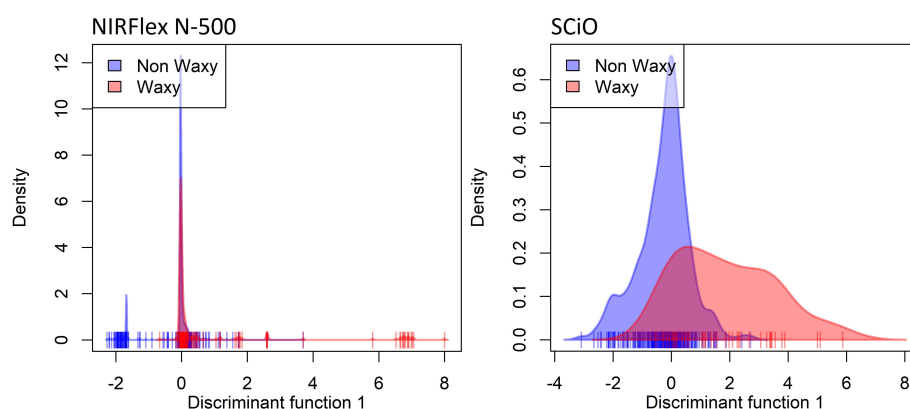 NIRFlex N-500
Non Waxy
Waxy
Density
0
2
4
6
8
10
12
-2
0
2
4
6
8
Discriminant function 1
SCiO
Non Waxy
Waxy
Density
0.0
0.1
0.2
0.3
0.4
0.5
0.6
-4
-2
0
2
4
6
8
Discriminant function 1